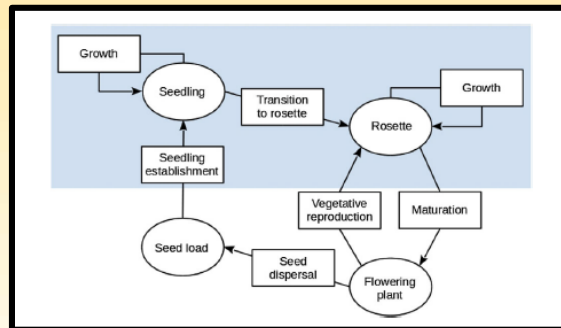 Growth
Seedling
Transition
to rosette
Rosette
Growth
Seedling
establishment
Vegetative
reproduction
Maturation
Seed load
Seed
dispersal
Flowering
plant